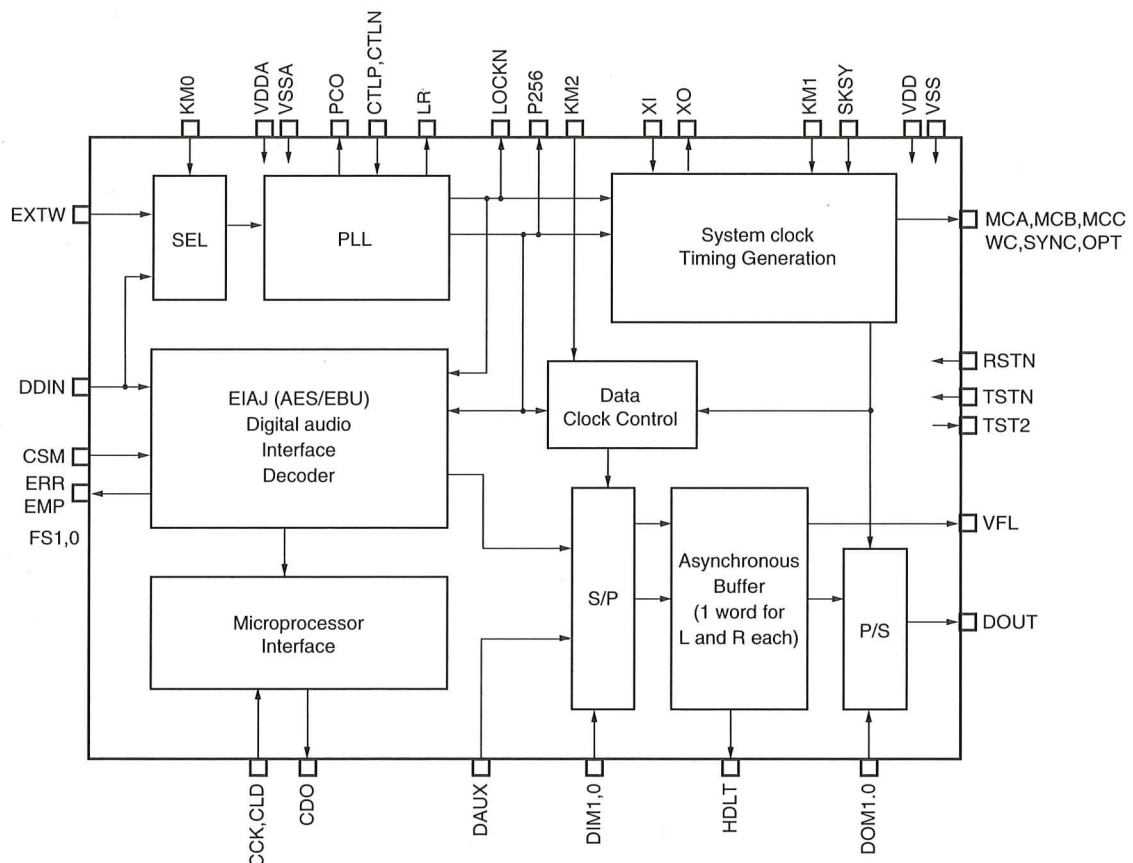 KM0
VDDA
VSSA
PCO
CTLP,CTLN
LR
LOCKN
P256
KM2
XI
XO
KM1
SKSY
VDD
VSS
EXTW
SEL
PLL
System clock
Timing Generation
MCA,MCB,MCC
WC,SYNC,OPT
DDIN
EIAJ (AES/EBU)
Digital audio
Interface
Decoder
Data
Clock Control
RSTN
TSTN
TST2
CSM
ERR
EMP
FS1,0
VFL
S/P
Asynchronous
Buffer
(1 word for
L and R each)
P/S
DOUT
Microprocessor
Interface
CCK,CLD
CDO
DAUX
DIM1,0
HDLT
DOM1.0